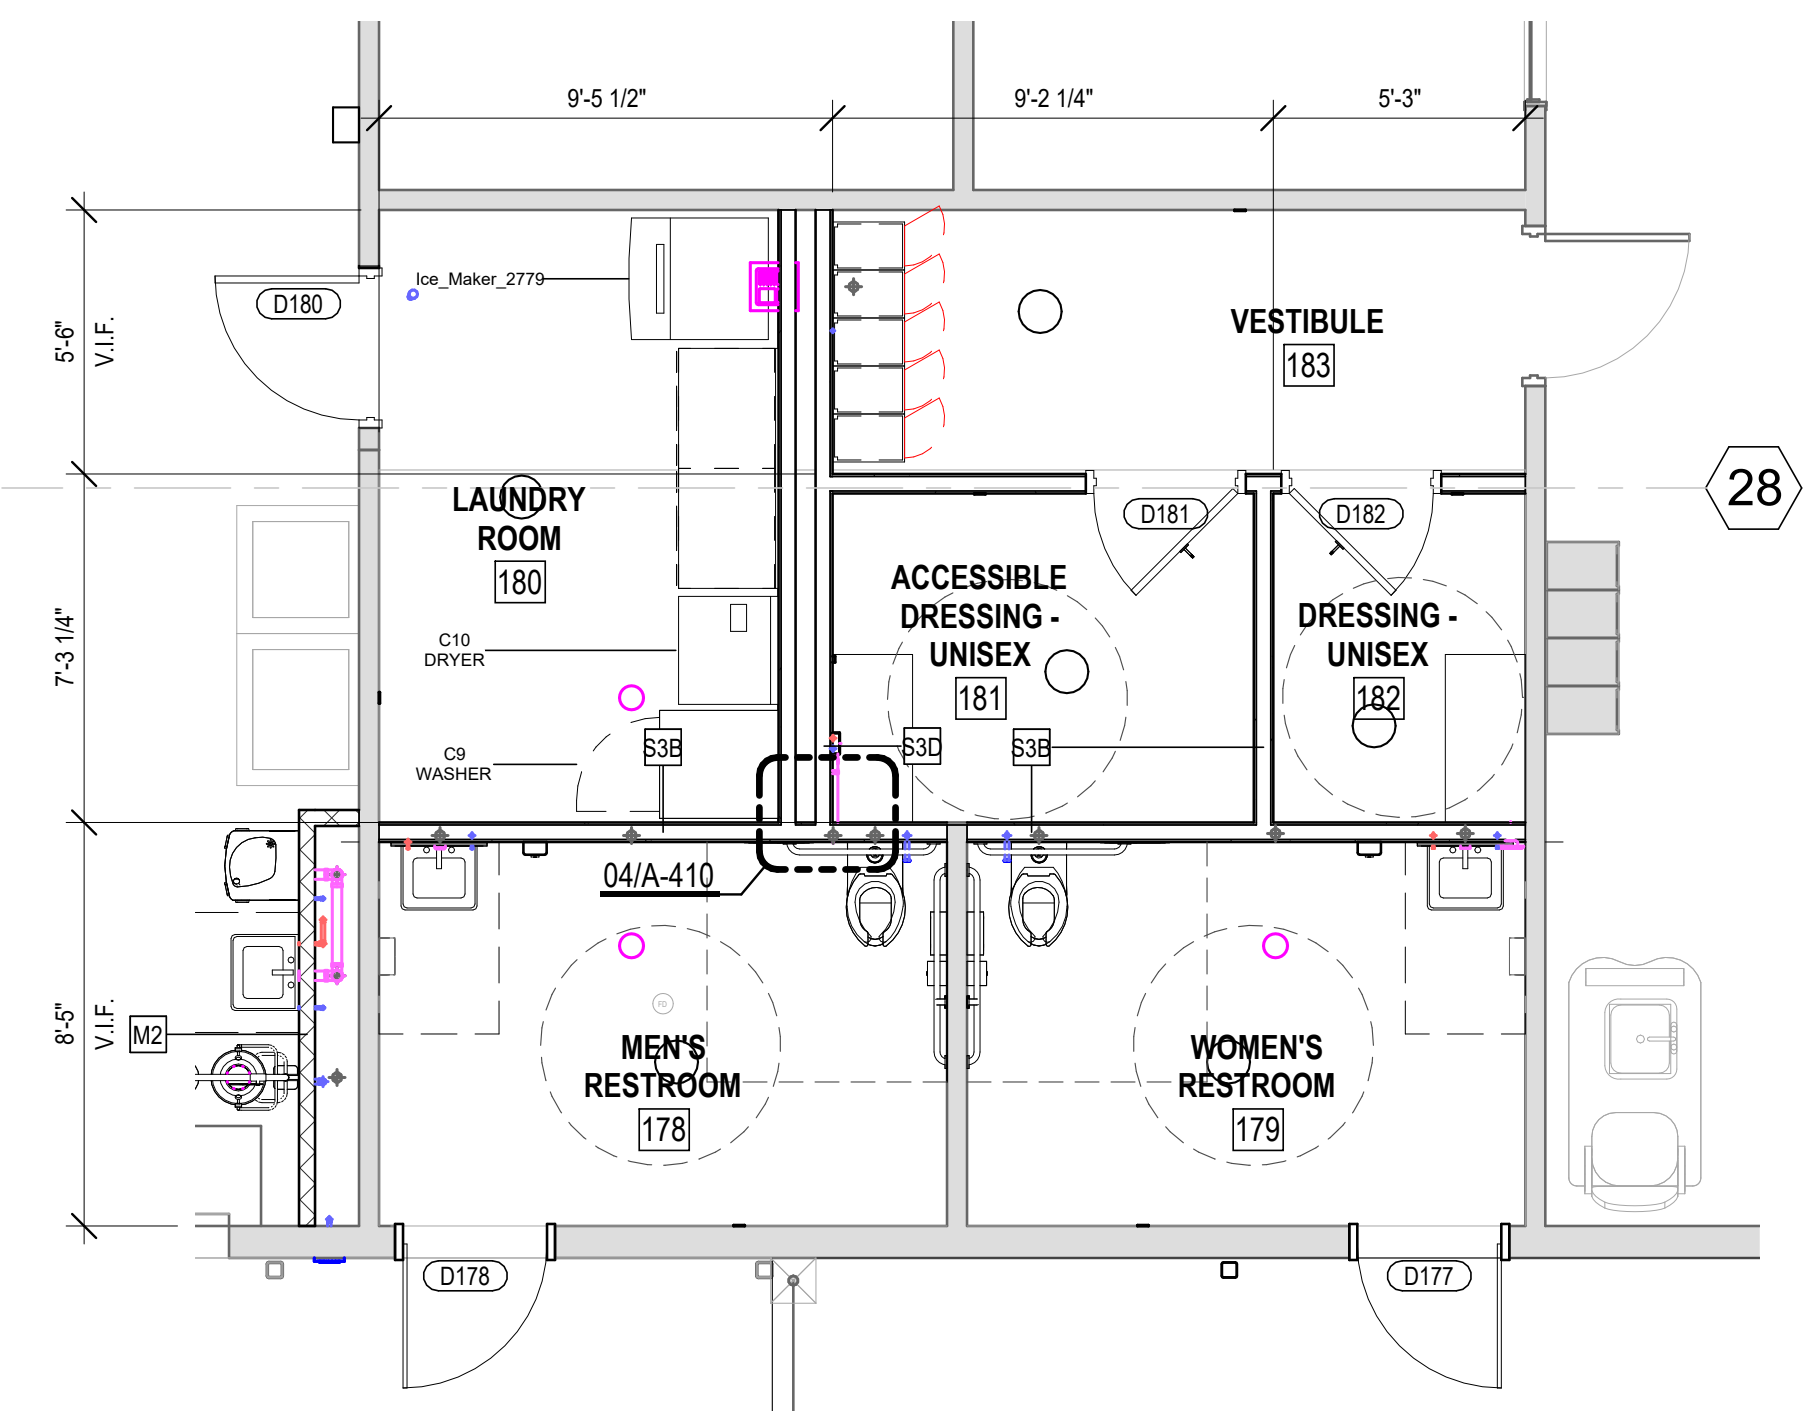 9'-5 1/2"
9'-2 1/4"
5'-3"
Ice_Maker_2779
D180
5'-6"
V.I.F.
VESTIBULE
183
28
LAUNDRY
ROOM
180
D181
D182
ACCESSIBLE
DRESSING -
UNISEX
181
DRESSING -
UNISEX
182
7'-3 1/4"
C10
DRYER
C9
WASHER
S3B
S3D
S3B
04/A-410
8'-5"
V.I.F.
M2
FD
MEN'S
RESTROOM
178
WOMEN'S
RESTROOM
179
D178
D177